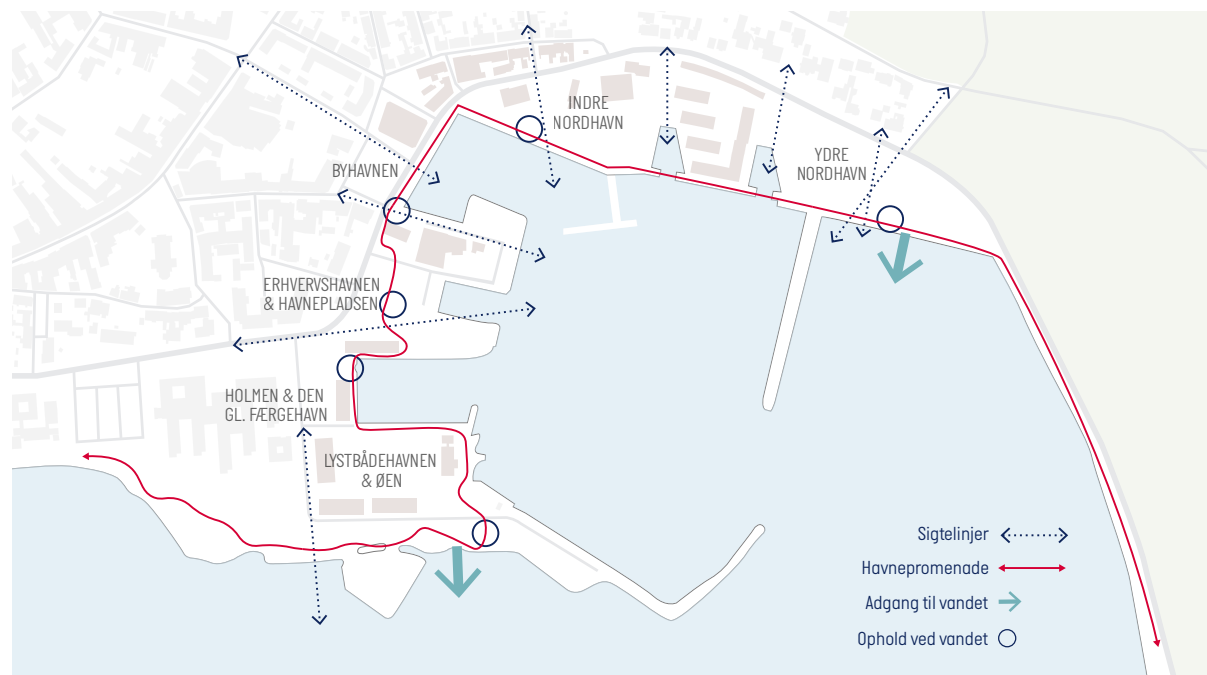 INDRE
NORDHAVN
BYHAVNEN
YDRE
NORDHAVN
ERHVERVSHAVNEN
& HAVNEPLADSEN
HOLMEN & DEN
GL. FÆRGEHAVN
LYSTBÅDEHAVNEN
& ØEN
Sigtelinjer
Havnepromenade
Adgang til vandet
Ophold ved vandet